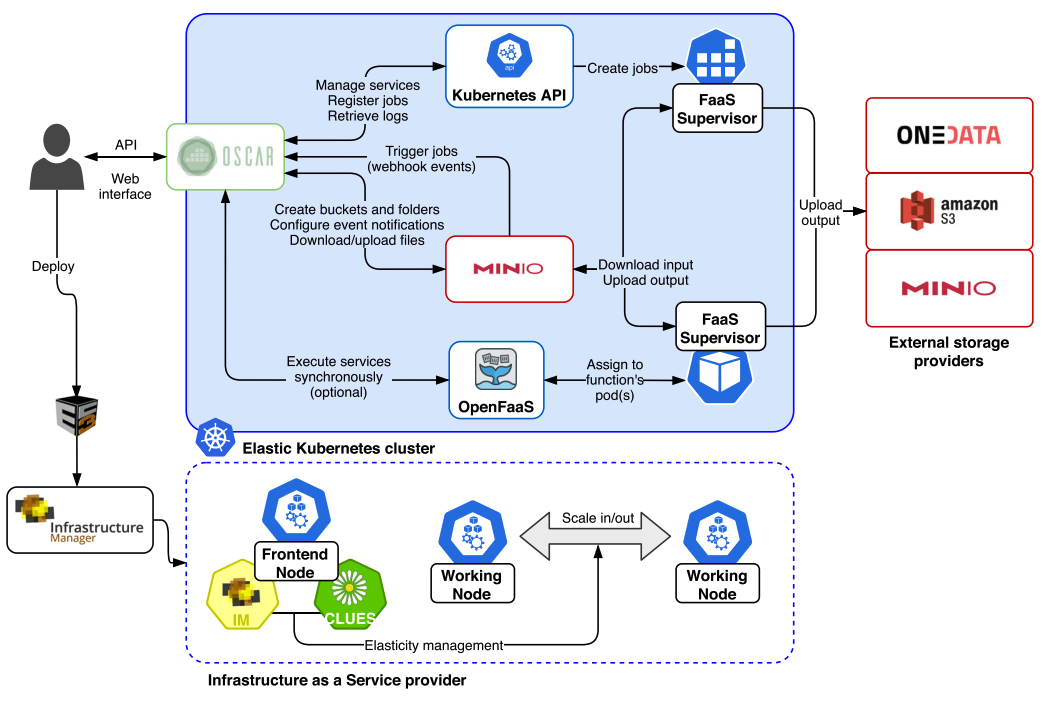 api
Kubernetes API
Create jobs
FaaS
Supervisor
Manage services
Register jobs
Retrieve logs
API
Web
interface
OSCAR
Trigger jobs
(webhook events)
Create buckets and folders
Configure event notifications
Download/upload files
MINIO
Download input
Upload output
Upload
output
ONEDATA
amazon
S3
MINIO
External storage
providers
Deploy
FaaS
Supervisor
Execute services
synchronously
(optional)
OpenFaaS
Assign to
function's
pod(s)
Elastic Kubernetes cluster
Infrastructure
Manager
Frontend
Node
IM
CLUES
Working
Node
Scale in/out
Working
Node
Elasticity management
Infrastructure as a Service provider